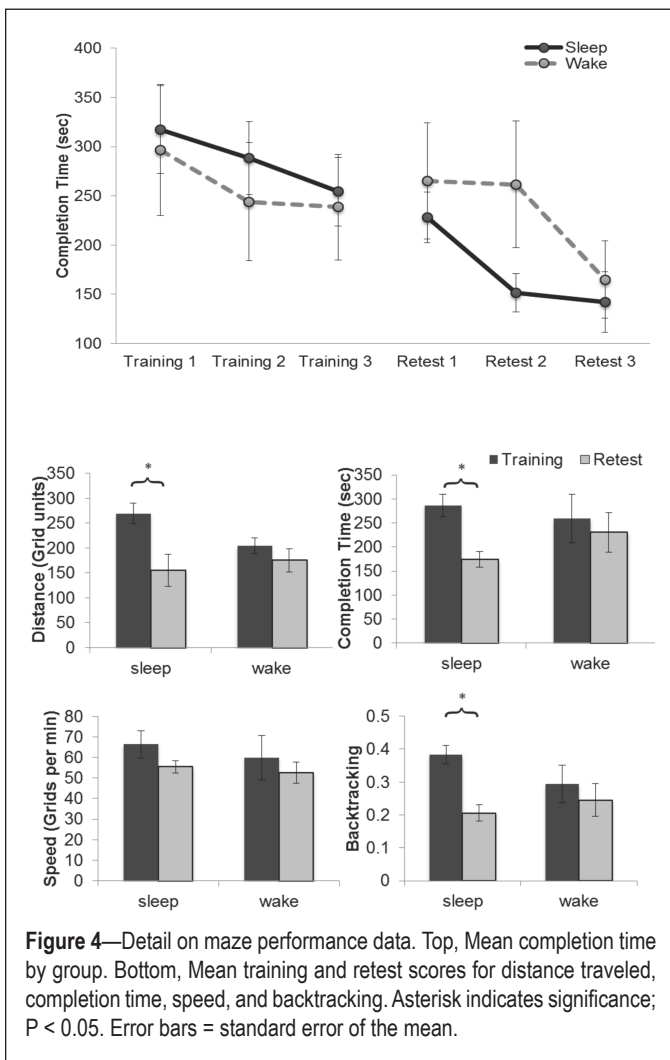 400
350
300
250
200
150
100
Completion Time (sec)
Sleep
Wake
Training 1 Training 2 Training 3 Retest 1 Retest 2 Retest 3
350
300
250
200
150
100
50
0
Distance (Grid units)
*
sleep wake
Training Retest
350
300
250
200
150
100
50
0
Completion Time (sec)
*
sleep wake
80
70
60
50
40
30
20
10
0
Speed (Grids per min)
sleep wake
0.5
0.4
0.3
0.2
0.1
0
Backtracking
*
sleep wake
Figure 4—Detail on maze performance data. Top, Mean completion time
by group. Bottom, Mean training and retest scores for distance traveled,
completion time, speed, and backtracking. Asterisk indicates significance;
P < 0.05. Error bars = standard error of the mean.